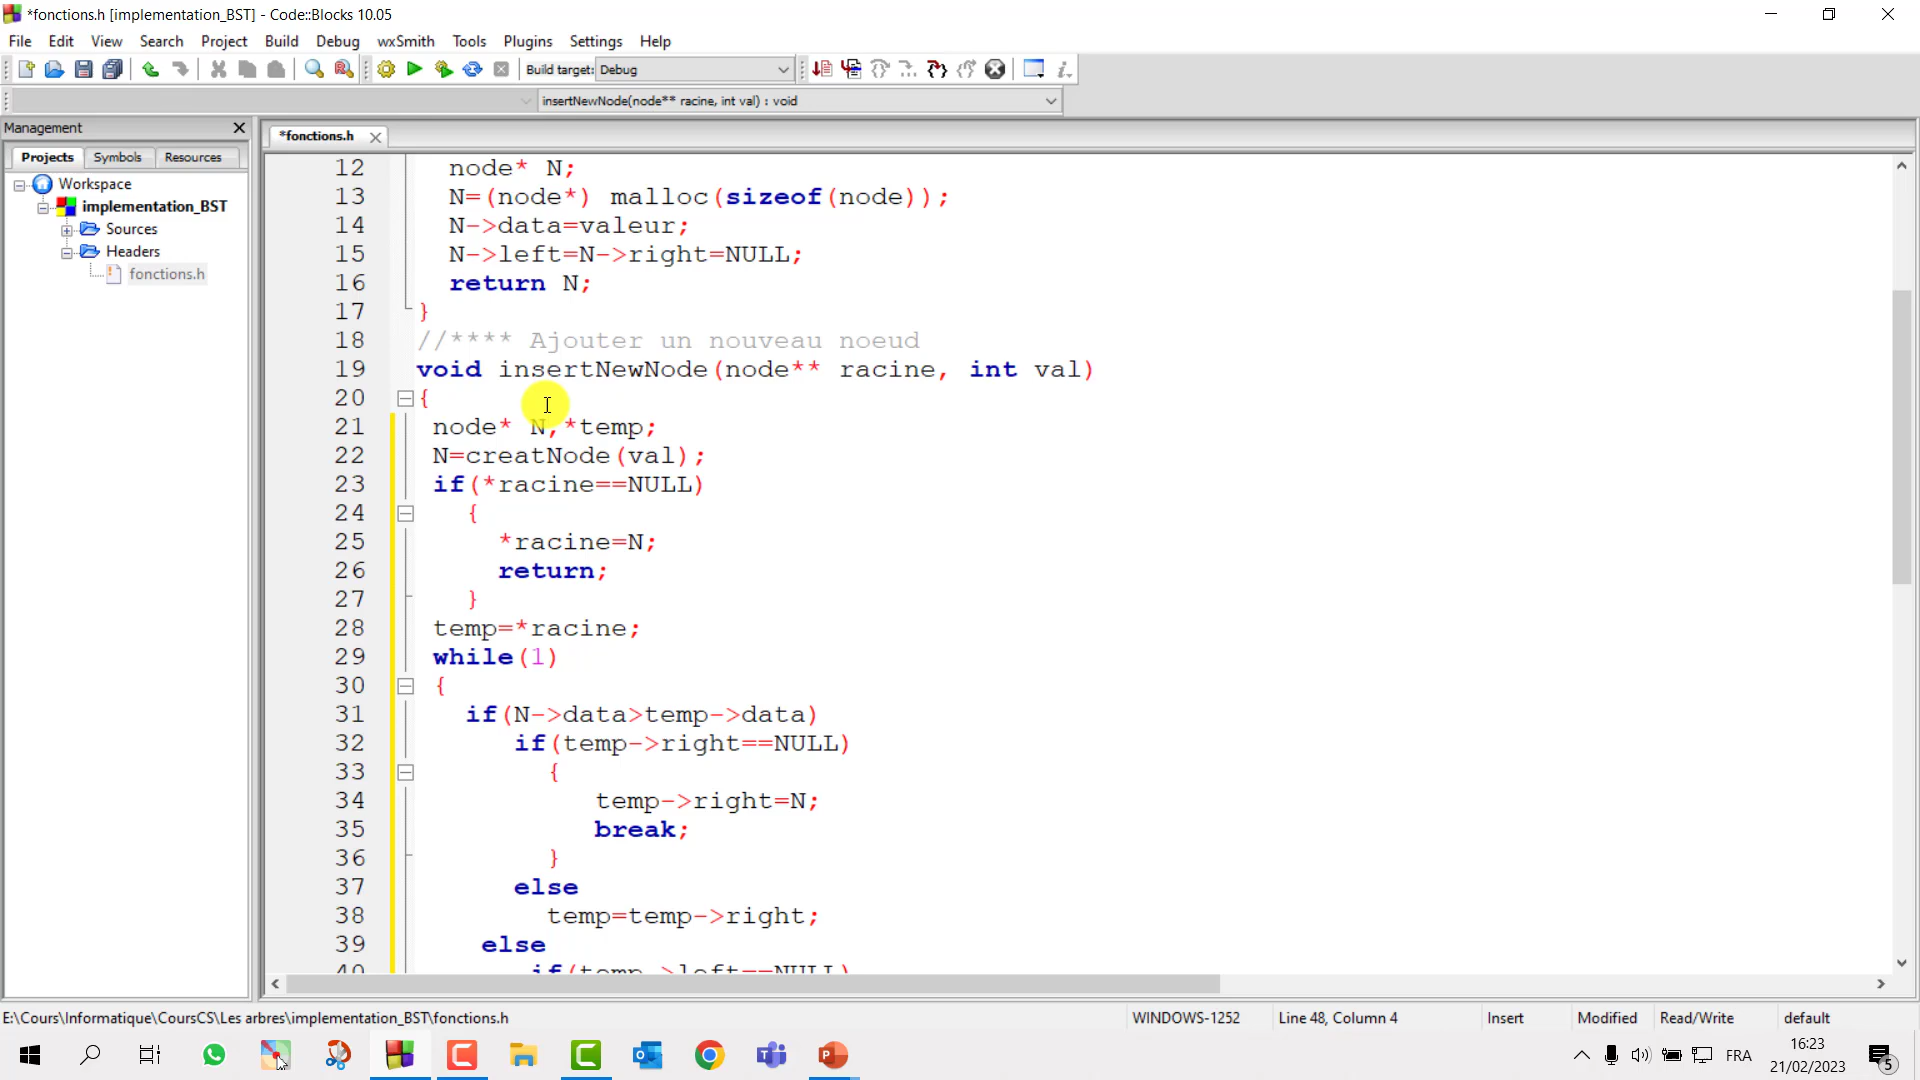 *fonctions.h [implementation_BST] - Code::Blocks 10.05
File Edit View Search Project Build Debug wxSmith Tools Plugins Settings Help
Build target: Debug
insertNewNode(node** racine, int val) : void
Management
*fonctions.h
Projects Symbols Resources
Workspace
implementation_BST
Sources
Headers
fonctions.h
12 node* N;
13 N=(node*) malloc(sizeof(node));
14 N->data=valeur;
15 N->left=N->right=NULL;
16 return N;
17 }
18 //**** Ajouter un nouveau noeud
19 void insertNewNode(node** racine, int val)
20 {
21 node* N,*temp;
22 N=creatNode(val);
23 if(*racine==NULL)
24 {
25 *racine=N;
26 return;
27 }
28 temp=*racine;
29 while(1)
30 {
31 if(N->data>temp->data)
32 if(temp->right==NULL)
33 {
34 temp->right=N;
35 break;
36 }
37 else
38 temp=temp->right;
39 else
40 if(temp->left==NULL)
E:\Cours\Informatique\CoursCS\Les arbres\implementation_BST\fonctions.h
WINDOWS-1252
Line 48, Column 4
Insert
Modified
Read/Write
default
FRA
16:23
21/02/2023
5